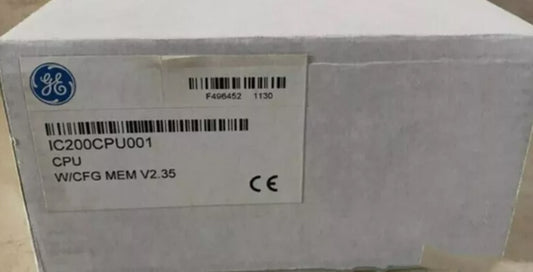 GE
F496452 1130
IC200CPU001
CPU
W/CFG MEM V2.35
CE